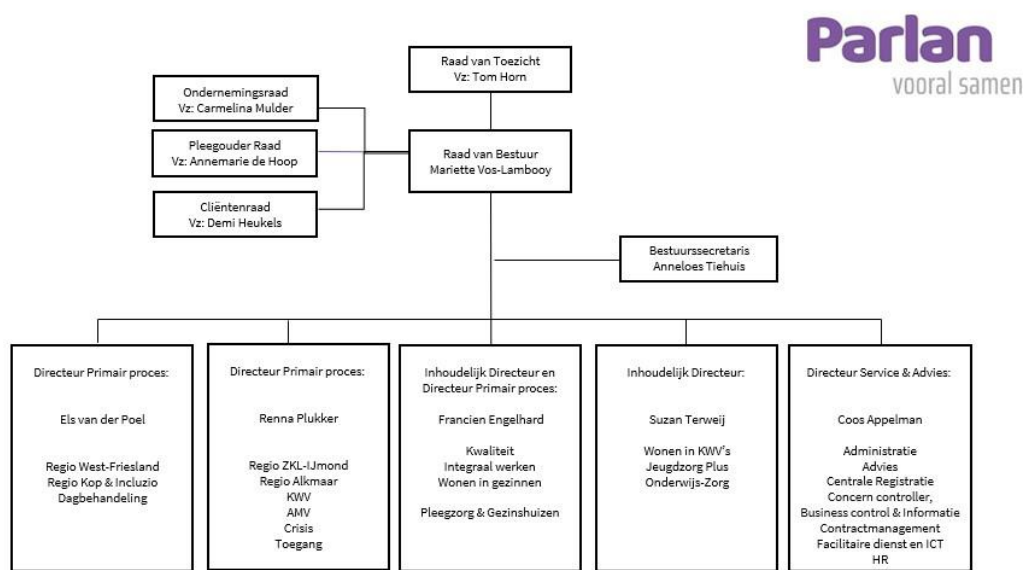 Parlan
vooral samen
Raad van Toezicht
Vz: Tom Horn
Ondernemingsraad
Vz: Carmelina Mulder
Pleegouder Raad
Vz: Annemarie de Hoop
Raad van Bestuur
Mariette Vos-Lambooy
Cliëntenraad
Vz: Demi Heukels
Bestuurssecretaris
Anneloes Tiehuis
Directeur Primair proces:
Els van der Poel
Regio West-Friesland
Regio Kop & Incluzio
Dagbehandeling
Directeur Primair proces:
Renna Plukker
Regio ZKL-IJmond
Regio Alkmaar
KWV
AMV
Crisis
Toegang
Inhoudelijk Directeur en
Directeur Primair proces:
Francien Engelhard
Kwaliteit
Integraal werken
Wonen in gezinnen
Pleegzorg & Gezinshuizen
Inhoudelijk Directeur:
Suzan Terweij
Wonen in KWV's
Jeugdzorg Plus
Onderwijs-Zorg
Directeur Service & Advies:
Coos Appelman
Administratie
Advies
Centrale Registratie
Concern controller,
Business control & Informatie
Contractmanagement
Facilitaire dienst en ICT
HR